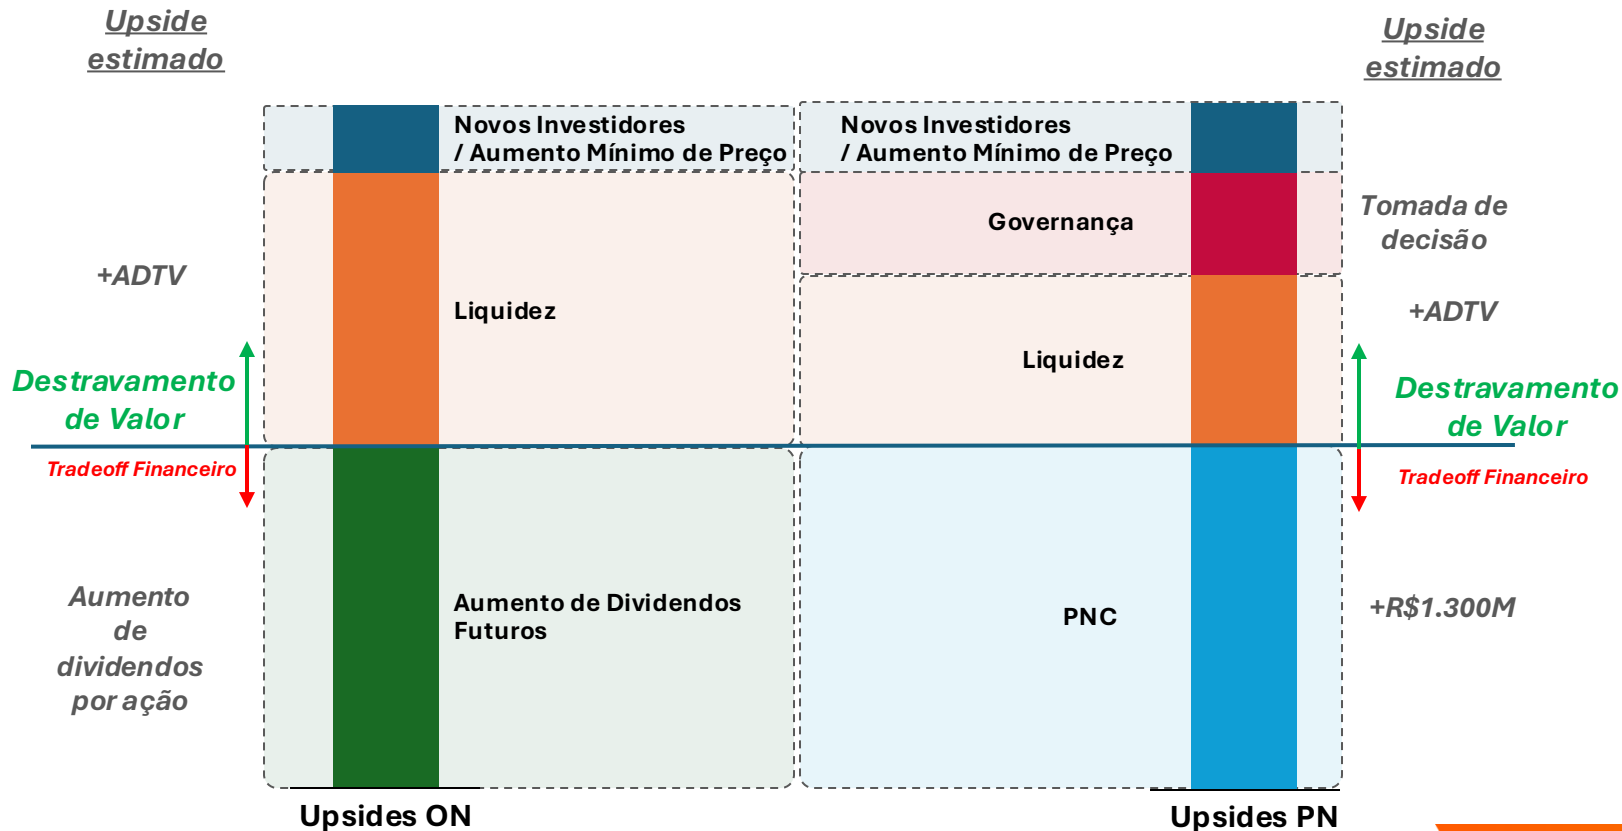 Upside
estimado
Upside
estimado
Novos Investidores
/ Aumento Mínimo de Preço
Novos Investidores
/ Aumento Mínimo de Preço
Governança
Tomada de
decisão
+ADTV
Liquidez
+ADTV
Liquidez
Destravamento
de Valor
Destravamento
de Valor
Tradeoff Financeiro
Tradeoff Financeiro
Aumento
de
dividendos
por ação
Aumento de Dividendos
Futuros
PNC
+R$1.300M
Upsides ON
Upsides PN